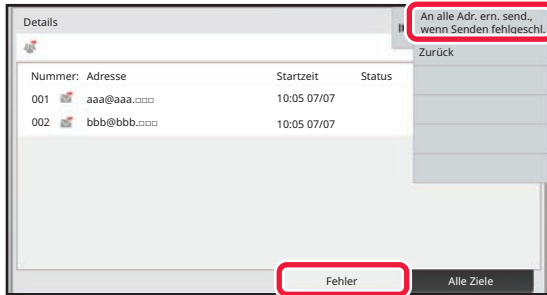 Details
An alle Adr. ern. send.,
wenn Senden fehlgeschl.
Zurück
Nummer: Adresse Startzeit Status
001 aaa@aaa.□□□ 10:05 07/07
002 bbb@bbb.□□□ 10:05 07/07
Fehler Alle Ziele